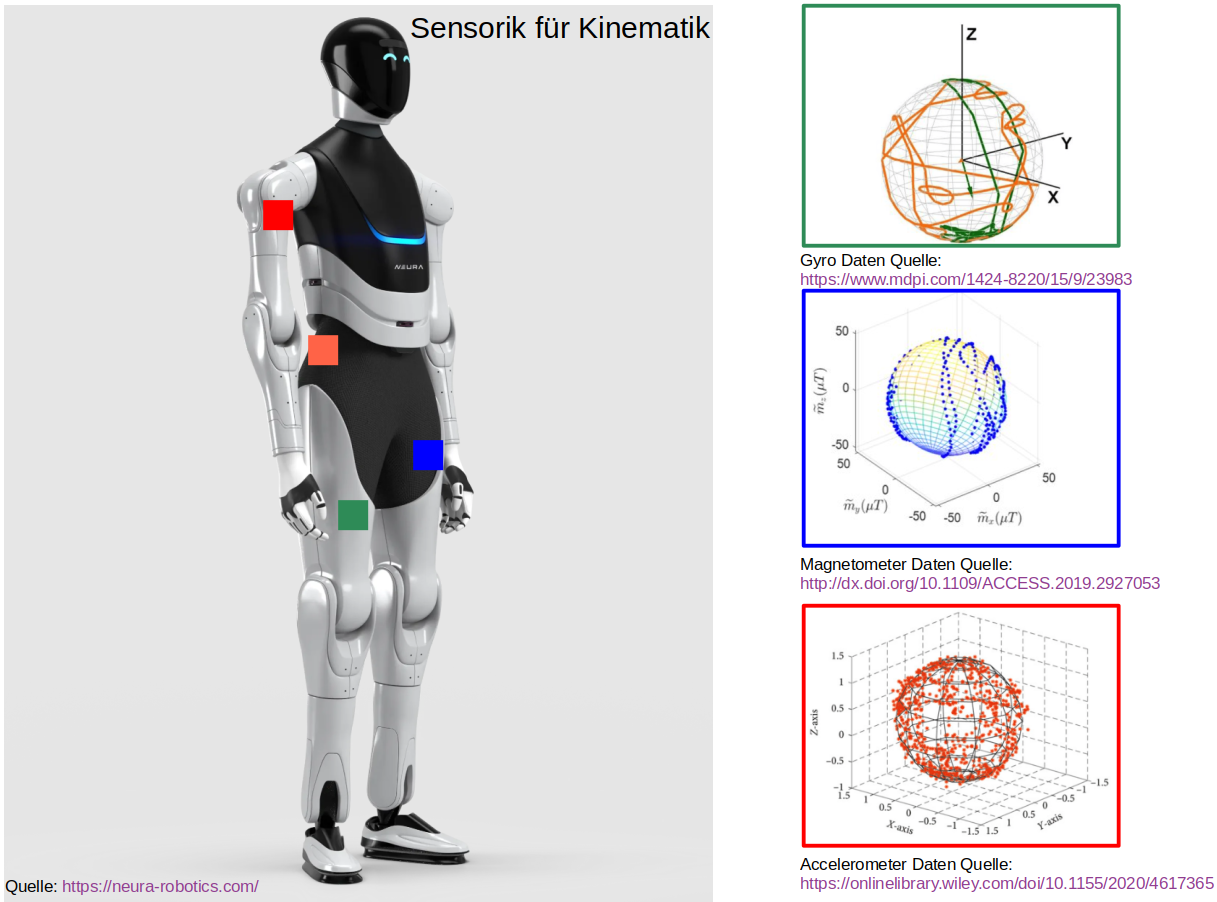 Sensorik für Kinematik
NEURA
Quelle: https://neura-robotics.com/
Z
Y
X
Gyro Daten Quelle:
https://www.mdpi.com/1424-8220/15/9/23983
50
0
-50
m̃z(μT)
50
0
-50
m̃y(μT)
-50
0
50
m̃x(μT)
Magnetometer Daten Quelle:
http://dx.doi.org/10.1109/ACCESS.2019.2927053
1.5
1
0.5
0
−0.5
−1
Z-axis
1.5
1
0.5
0
−0.5
−1
−1.5
X-axis
1.5
1
0.5
0
−0.5
−1
−1.5
Y-axis
Accelerometer Daten Quelle:
https://onlinelibrary.wiley.com/doi/10.1155/2020/4617365